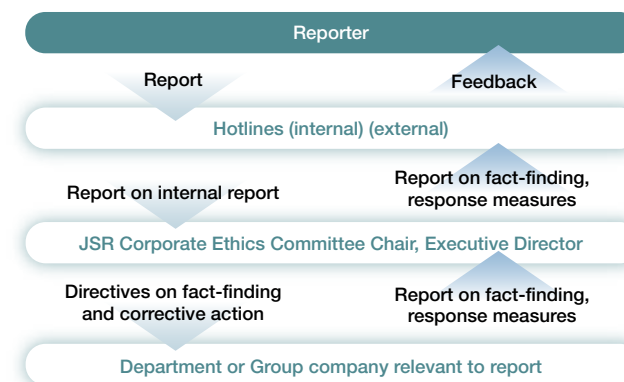 Reporter
Report
Feedback
Hotlines (internal) (external)
Report on internal report
Report on fact-finding,
response measures
JSR Corporate Ethics Committee Chair, Executive Director
Directives on fact-finding
and corrective action
Report on fact-finding,
response measures
Department or Group company relevant to report